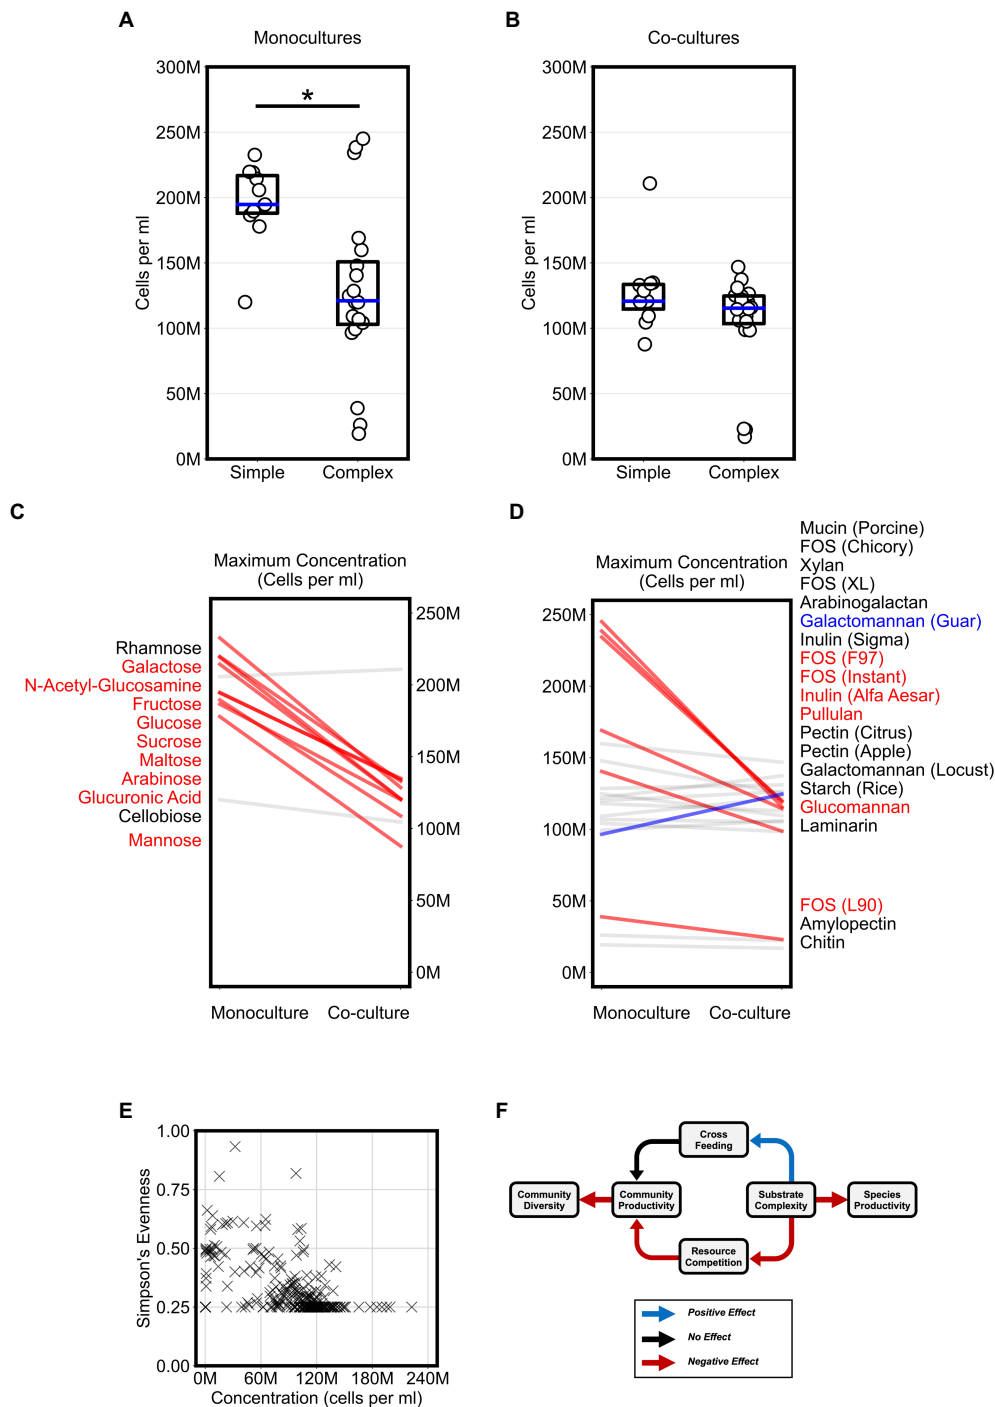 A
B
Monocultures
Co-cultures
300M
250M
200M
150M
100M
50M
0M
Cells per ml
*
Simple
Complex
300M
250M
200M
150M
100M
50M
0M
Cells per ml
Simple
Complex
C
Maximum Concentration
(Cells per ml)
Rhamnose
Galactose
N-Acetyl-Glucosamine
Fructose
Glucose
Sucrose
Maltose
Arabinose
Glucuronic Acid
Cellobiose
Mannose
250M
200M
150M
100M
50M
0M
Monoculture
Co-culture
D
Maximum Concentration
(Cells per ml)
250M
200M
150M
100M
50M
0M
Mucin (Porcine)
FOS (Chicory)
Xylan
FOS (XL)
Arabinogalactan
Galactomannan (Guar)
Inulin (Sigma)
FOS (F97)
FOS (Instant)
Inulin (Alfa Aesar)
Pullulan
Pectin (Citrus)
Pectin (Apple)
Galactomannan (Locust)
Starch (Rice)
Glucomannan
Laminarin
FOS (L90)
Amylopectin
Chitin
Monoculture
Co-culture
E
1.00
0.75
0.50
0.25
0.00
Simpson's Evenness
0M
60M
120M
180M
240M
Concentration (cells per ml)
F
Cross
Feeding
Community
Diversity
Community
Productivity
Substrate
Complexity
Species
Productivity
Resource
Competition
Positive Effect
No Effect
Negative Effect